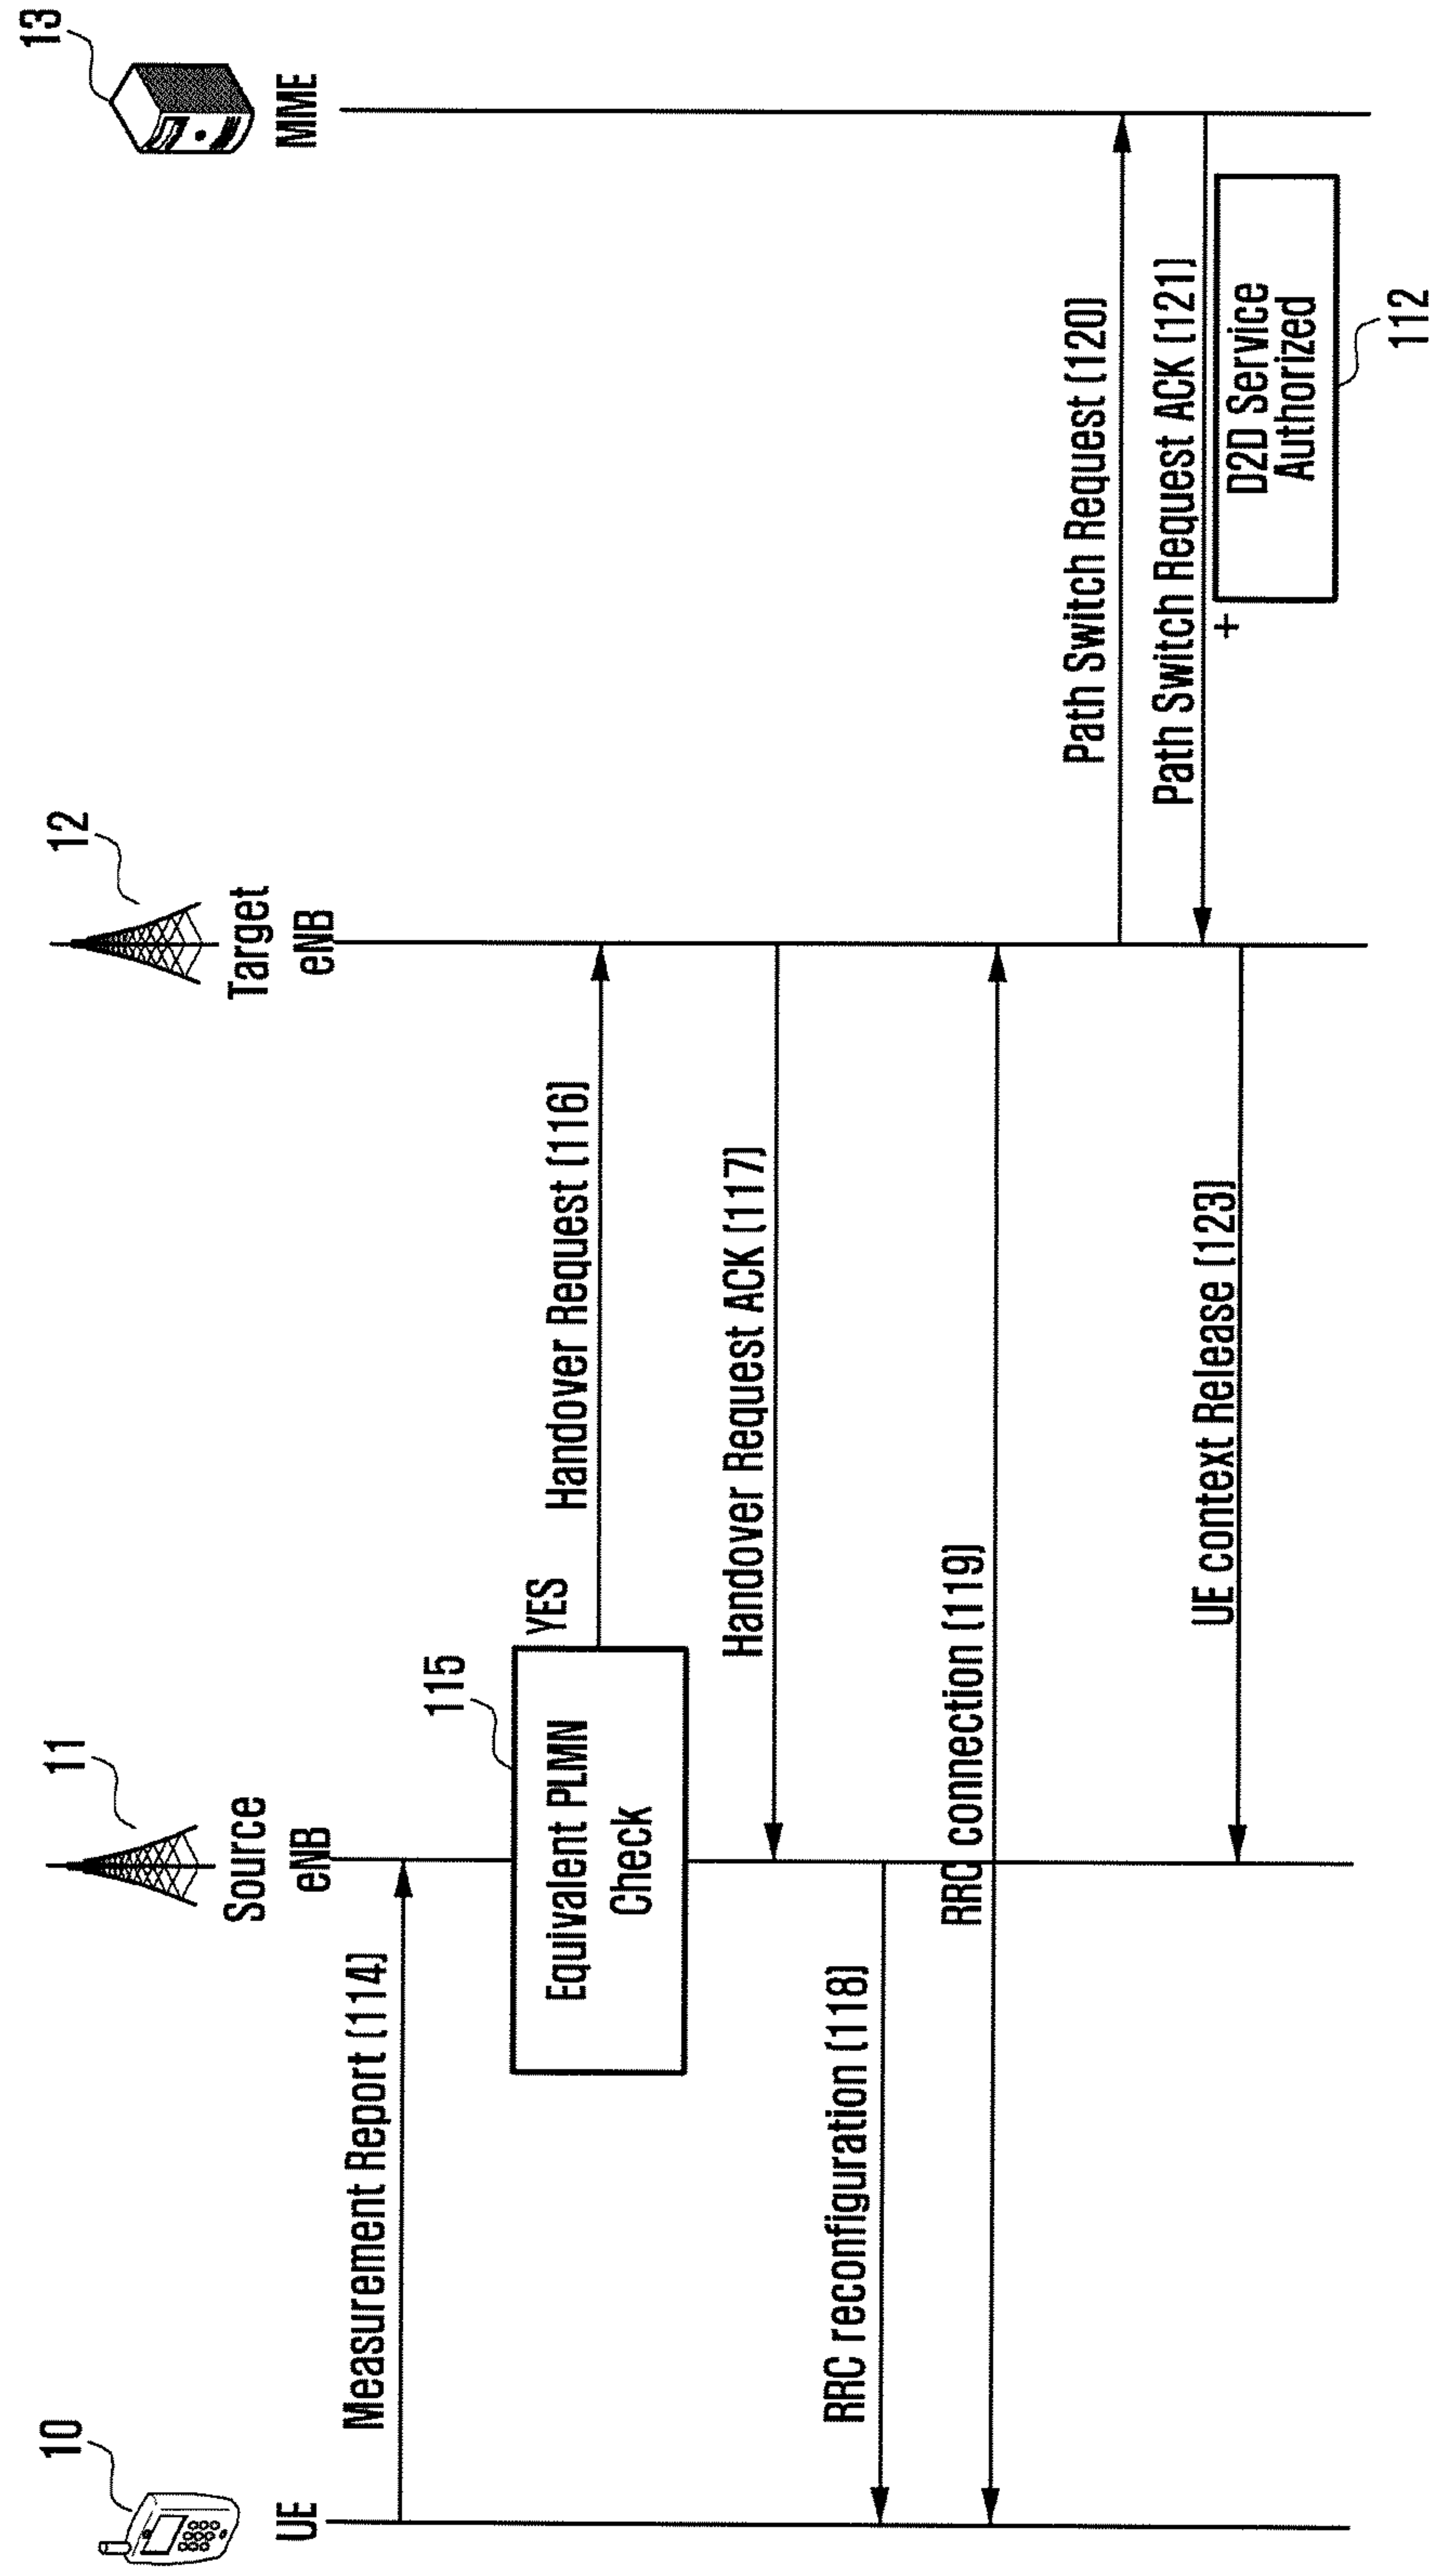 10
UE
11
Source
eNB
12
Target
eNB
13
MME
Measurement Report (114)
115
Equivalent PLMN
Check
YES
Handover Request (116)
Handover Request ACK (117)
RRC reconfiguration (118)
RRC connection (119)
Path Switch Request (120)
Path Switch Request ACK (121)
+
D2D Service
Authorized
112
UE context Release (123)